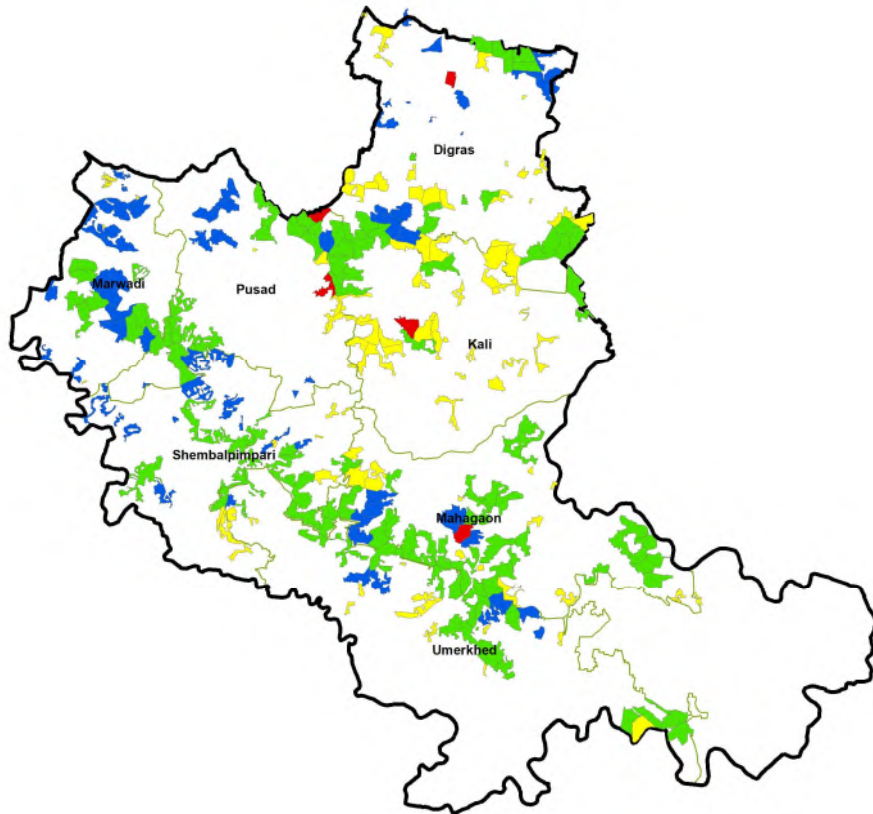 Digras
Marwadi
Pusad
Kali
Shembalpimpari
Mahagaon
Umerkhed